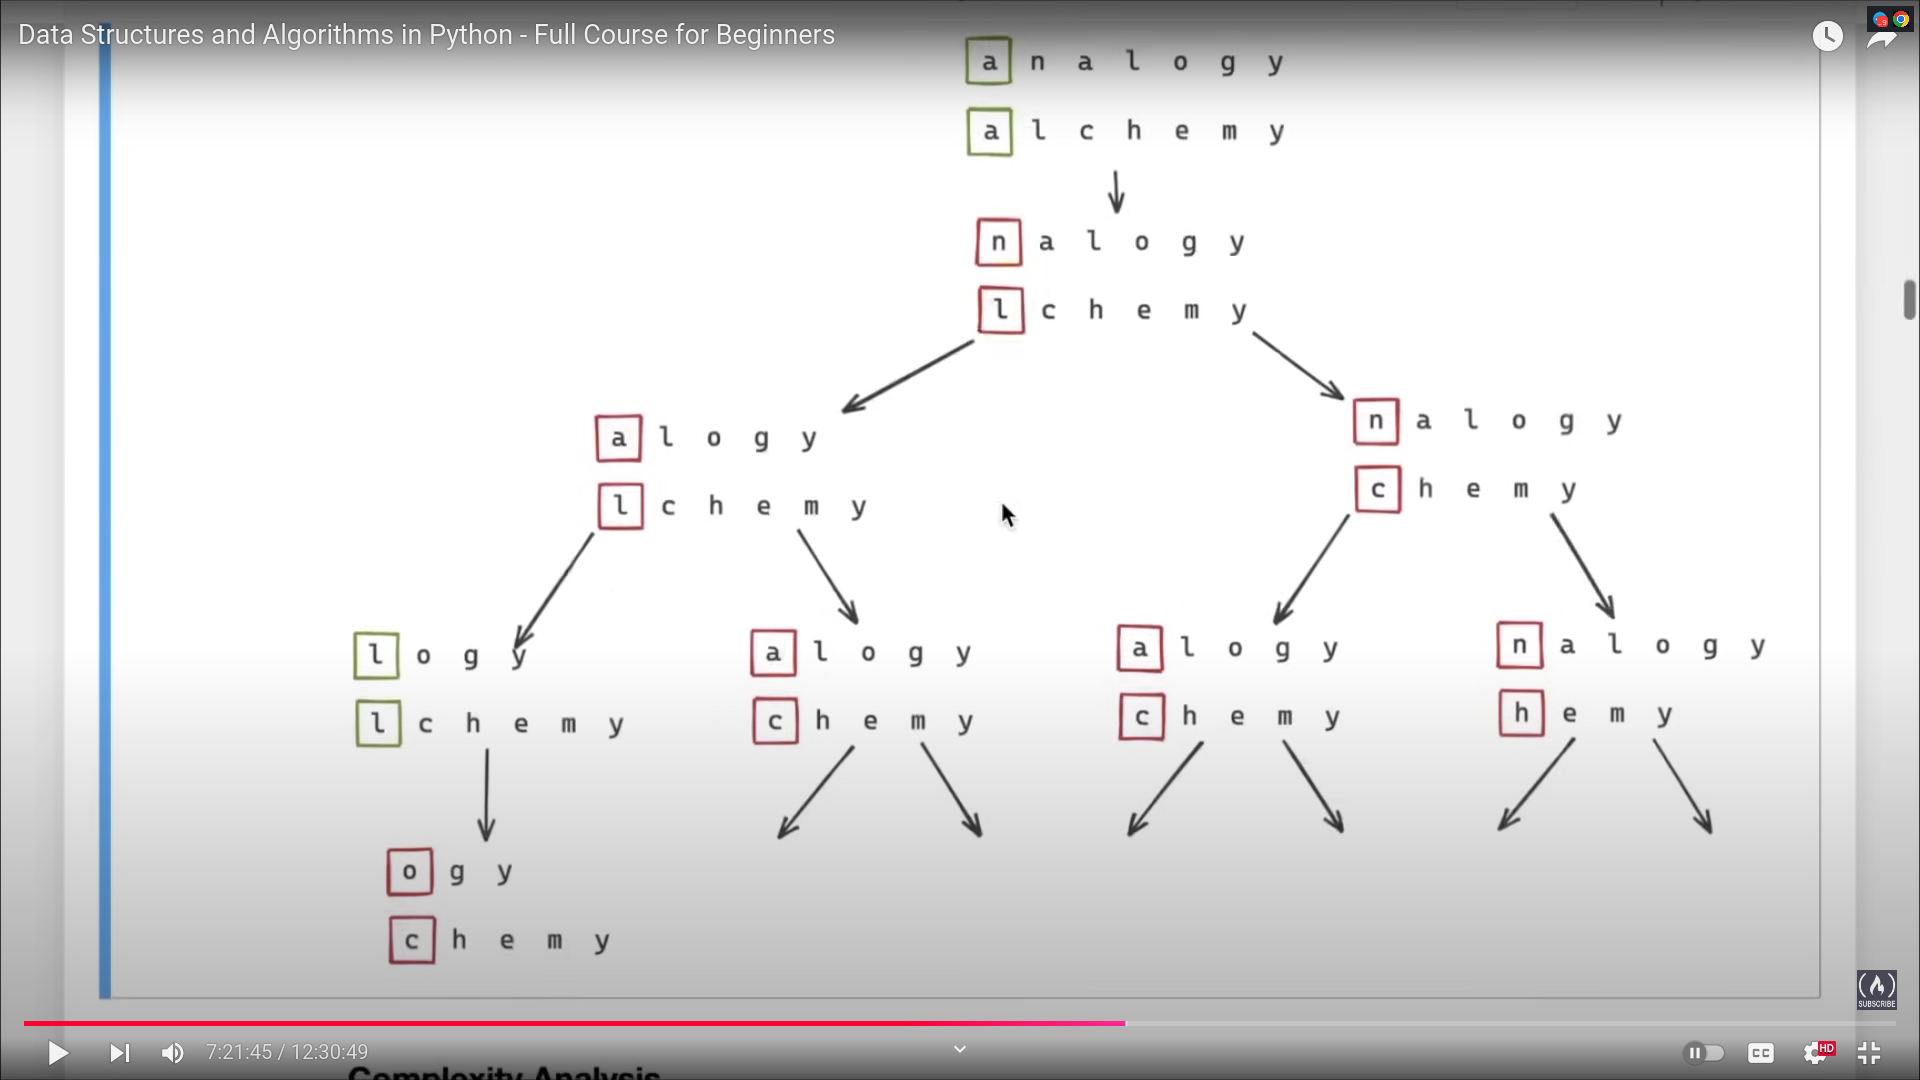 Data Structures and Algorithms in Python - Full Course for Beginners
a n a l o g y
a l c h e m y
n a l o g y
l c h e m y
a l o g y
l c h e m y
n a l o g y
c h e m y
l o g y
l c h e m y
a l o g y
c h e m y
a l o g y
c h e m y
n a l o g y
h e m y
o g y
c h e m y
SUBSCRIBE
7:21:45 / 12:30:49
CC
HD
Complexity Analysis